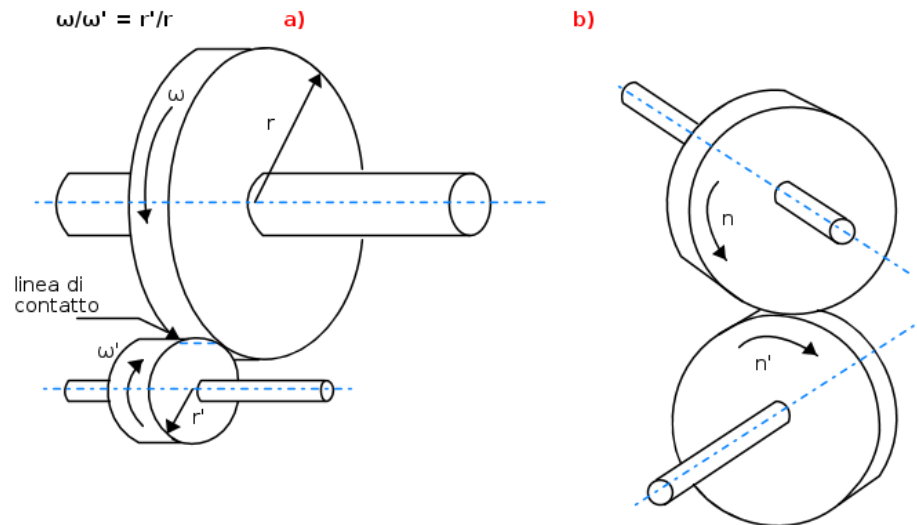 ω/ω' = r'/r
a)
b)
ω
r
n
linea di
contatto
ω'
r'
n'